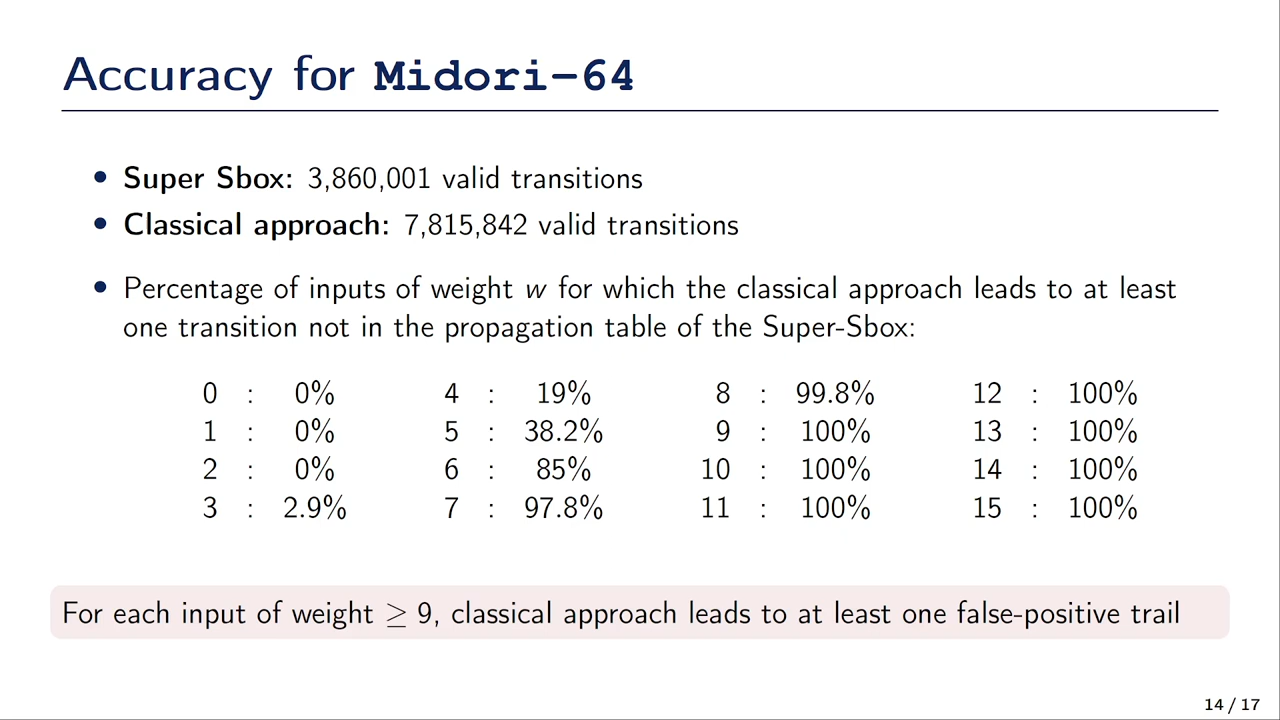 Accuracy for Midori-64
• Super Sbox: 3,860,001 valid transitions
• Classical approach: 7,815,842 valid transitions
• Percentage of inputs of weight w for which the classical approach leads to at least
one transition not in the propagation table of the Super-Sbox:
0 : 0% 4 : 19% 8 : 99.8% 12 : 100%
1 : 0% 5 : 38.2% 9 : 100% 13 : 100%
2 : 0% 6 : 85% 10 : 100% 14 : 100%
3 : 2.9% 7 : 97.8% 11 : 100% 15 : 100%
For each input of weight ≥ 9, classical approach leads to at least one false-positive trail
14 / 17